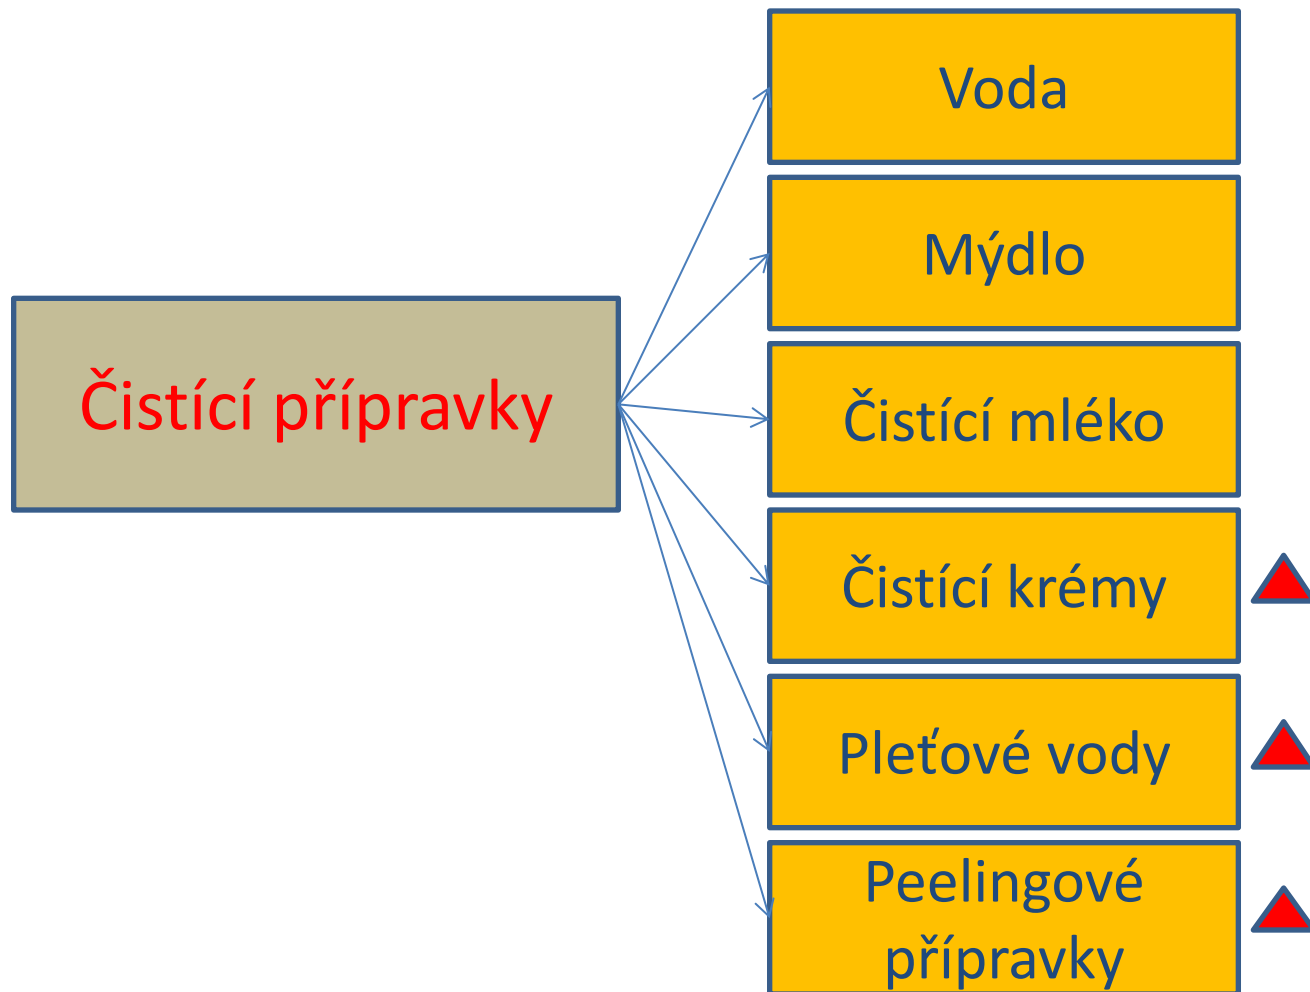 Voda
Mýdlo
Čistící přípravky
Čistící mléko
Čistící krémy
Pleťové vody
Peelingové
přípravky